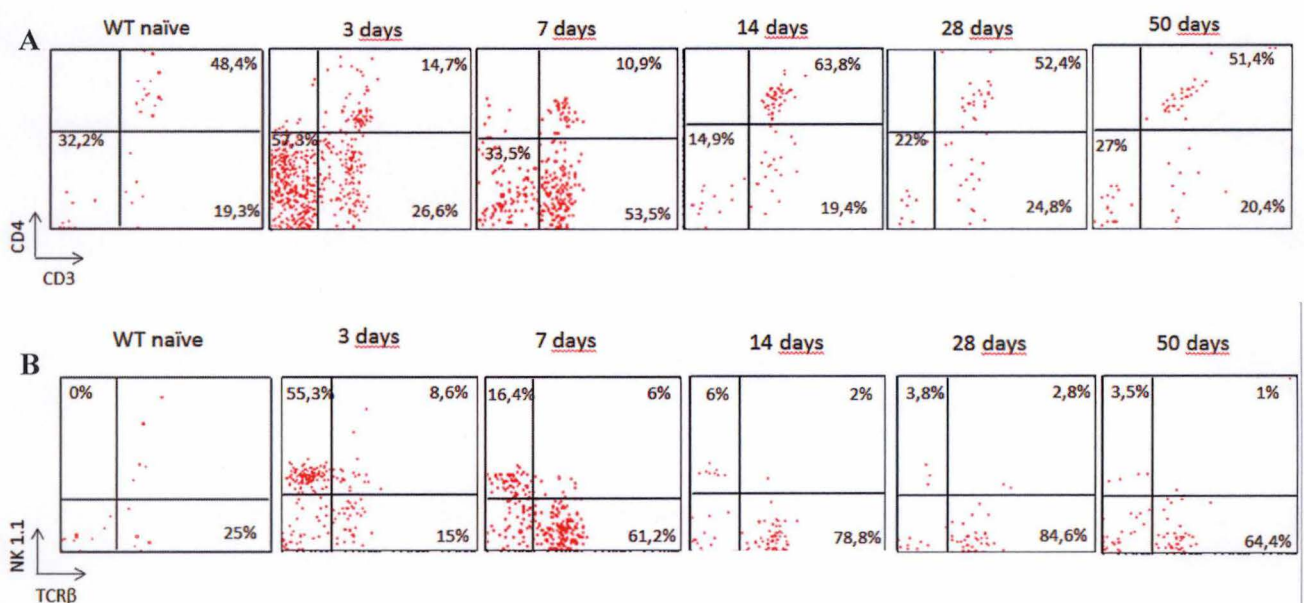 A
WT naïve
3 days
7 days
14 days
28 days
50 days
48,4%
32,2%
19,3%
14,7%
57,3%
26,6%
10,9%
33,5%
53,5%
63,8%
14,9%
19,4%
52,4%
22%
24,8%
51,4%
27%
20,4%
CD4
CD3
B
WT naïve
3 days
7 days
14 days
28 days
50 days
0%
25%
55,3%
8,6%
15%
16,4%
6%
61,2%
6%
2%
78,8%
3,8%
2,8%
84,6%
3,5%
1%
64,4%
NK 1.1
TCRβ